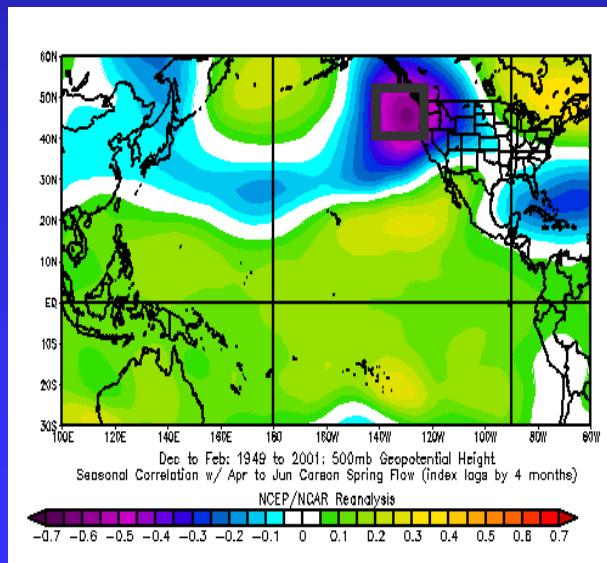 60N
50N
40N
30N
20N
10N
EQ
10S
20S
30S
100E 120E 140E 160E 180 160W 140W 120W 100W 80W 60W
Dec to Feb: 1949 to 2001: 500mb Geopotential Height
Seasonal Correlation w/ Apr to Jun Carson Spring Flow (index lags by 4 months)
NCEP/NCAR Reanalysis
-0.7 -0.6 -0.5 -0.4 -0.3 -0.2 -0.1 0 0.1 0.2 0.3 0.4 0.5 0.6 0.7